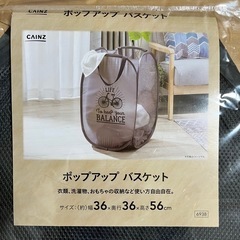 CAINZ
ポップアップ バスケット
LIFE
BICYCLE
ADVANCE
ポップアップ バスケット
衣類、洗濯物、おもちゃの収納など使い方自由自在。
サイズ:(約)幅36×奥行36×高さ56cm